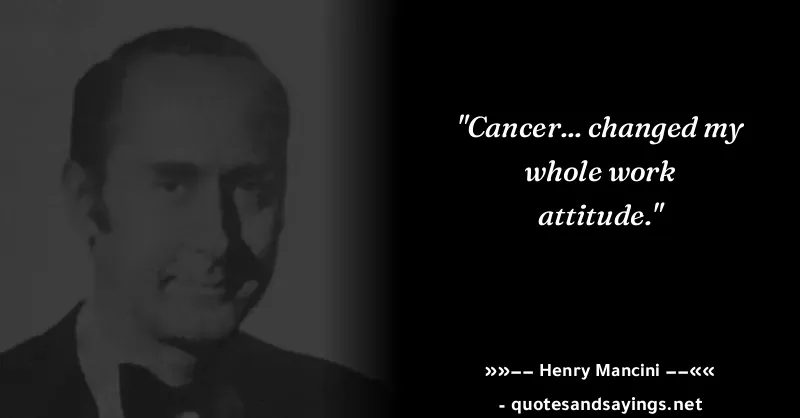 "Cancer... changed my
whole work
attitude."
»»−− Henry Mancini −−««
- quotesandsayings.net